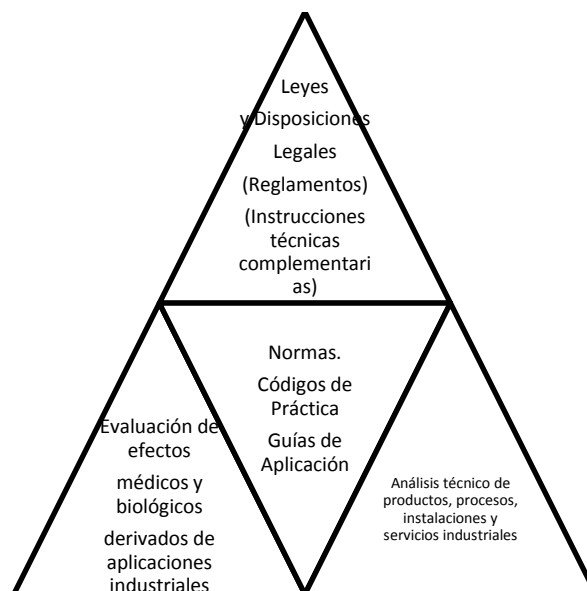 Leyes
y Disposiciones
Legales
(Reglamentos)
(Instrucciones
técnicas
complementari
as)
Normas.
Códigos de
Práctica
Guías de
Aplicación
Evaluación de
efectos
médicos y
biológicos
derivados de
aplicaciones
industriales
Análisis técnico de
productos, procesos,
instalaciones y
servicios industriales